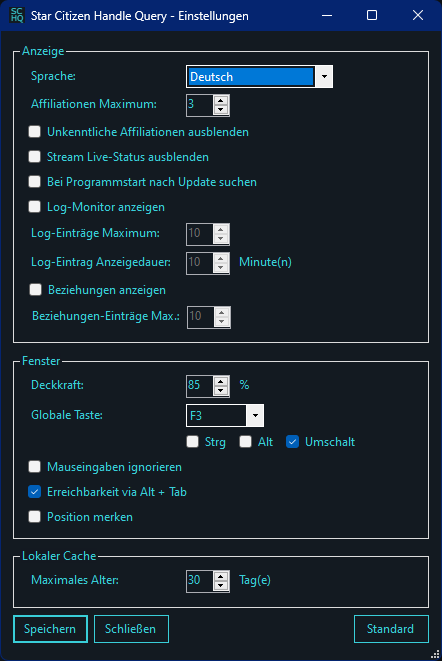 SC
HQ
Star Citizen Handle Query - Einstellungen
Anzeige
Sprache: Deutsch
Affiliationen Maximum: 3
Unkenntliche Affiliationen ausblenden
Stream Live-Status ausblenden
Bei Programmstart nach Update suchen
Log-Monitor anzeigen
Log-Einträge Maximum: 10
Log-Eintrag Anzeigedauer: 10 Minute(n)
Beziehungen anzeigen
Beziehungen-Einträge Max.: 10
Fenster
Deckkraft: 85 %
Globale Taste: F3
Strg Alt Umschalt
Mauseingaben ignorieren
Erreichbarkeit via Alt + Tab
Position merken
Lokaler Cache
Maximales Alter: 30 Tag(e)
Speichern Schließen Standard